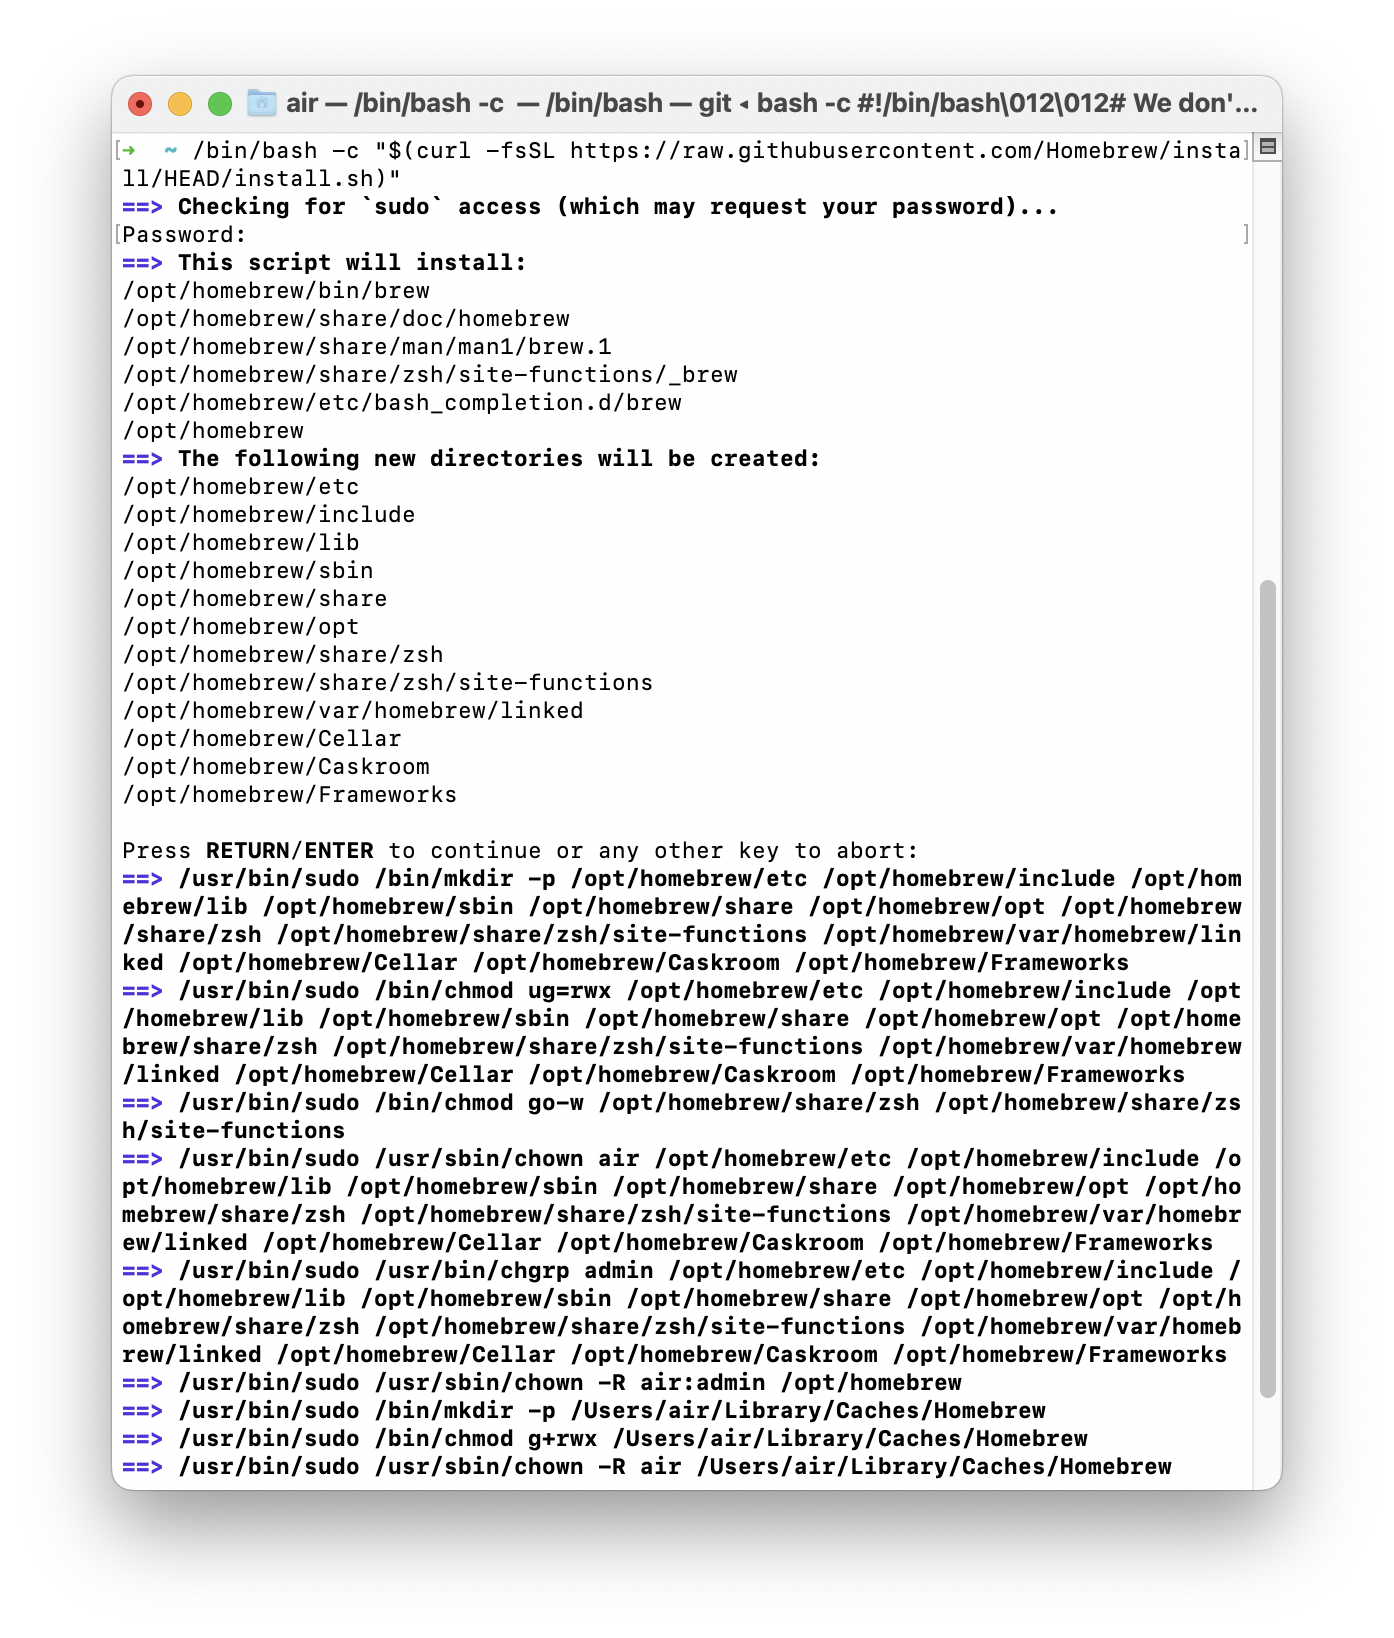 air — /bin/bash -c — /bin/bash — git ◂ bash -c #!/bin/bash\012\012# We don'...
[➜  ~ /bin/bash -c "$(curl -fsSL https://raw.githubusercontent.com/Homebrew/insta]
ll/HEAD/install.sh)"
==> Checking for `sudo` access (which may request your password)...
[Password: ]
==> This script will install:
/opt/homebrew/bin/brew
/opt/homebrew/share/doc/homebrew
/opt/homebrew/share/man/man1/brew.1
/opt/homebrew/share/zsh/site-functions/_brew
/opt/homebrew/etc/bash_completion.d/brew
/opt/homebrew
==> The following new directories will be created:
/opt/homebrew/etc
/opt/homebrew/include
/opt/homebrew/lib
/opt/homebrew/sbin
/opt/homebrew/share
/opt/homebrew/opt
/opt/homebrew/share/zsh
/opt/homebrew/share/zsh/site-functions
/opt/homebrew/var/homebrew/linked
/opt/homebrew/Cellar
/opt/homebrew/Caskroom
/opt/homebrew/Frameworks
Press RETURN/ENTER to continue or any other key to abort:
==> /usr/bin/sudo /bin/mkdir -p /opt/homebrew/etc /opt/homebrew/include /opt/hom
ebrew/lib /opt/homebrew/sbin /opt/homebrew/share /opt/homebrew/opt /opt/homebrew
/share/zsh /opt/homebrew/share/zsh/site-functions /opt/homebrew/var/homebrew/lin
ked /opt/homebrew/Cellar /opt/homebrew/Caskroom /opt/homebrew/Frameworks
==> /usr/bin/sudo /bin/chmod ug=rwx /opt/homebrew/etc /opt/homebrew/include /opt
/homebrew/lib /opt/homebrew/sbin /opt/homebrew/share /opt/homebrew/opt /opt/home
brew/share/zsh /opt/homebrew/share/zsh/site-functions /opt/homebrew/var/homebrew
/linked /opt/homebrew/Cellar /opt/homebrew/Caskroom /opt/homebrew/Frameworks
==> /usr/bin/sudo /bin/chmod go-w /opt/homebrew/share/zsh /opt/homebrew/share/zs
h/site-functions
==> /usr/bin/sudo /usr/sbin/chown air /opt/homebrew/etc /opt/homebrew/include /o
pt/homebrew/lib /opt/homebrew/sbin /opt/homebrew/share /opt/homebrew/opt /opt/ho
mebrew/share/zsh /opt/homebrew/share/zsh/site-functions /opt/homebrew/var/homebr
ew/linked /opt/homebrew/Cellar /opt/homebrew/Caskroom /opt/homebrew/Frameworks
==> /usr/bin/sudo /usr/bin/chgrp admin /opt/homebrew/etc /opt/homebrew/include /
opt/homebrew/lib /opt/homebrew/sbin /opt/homebrew/share /opt/homebrew/opt /opt/h
omebrew/share/zsh /opt/homebrew/share/zsh/site-functions /opt/homebrew/var/homeb
rew/linked /opt/homebrew/Cellar /opt/homebrew/Caskroom /opt/homebrew/Frameworks
==> /usr/bin/sudo /usr/sbin/chown -R air:admin /opt/homebrew
==> /usr/bin/sudo /bin/mkdir -p /Users/air/Library/Caches/Homebrew
==> /usr/bin/sudo /bin/chmod g+rwx /Users/air/Library/Caches/Homebrew
==> /usr/bin/sudo /usr/sbin/chown -R air /Users/air/Library/Caches/Homebrew